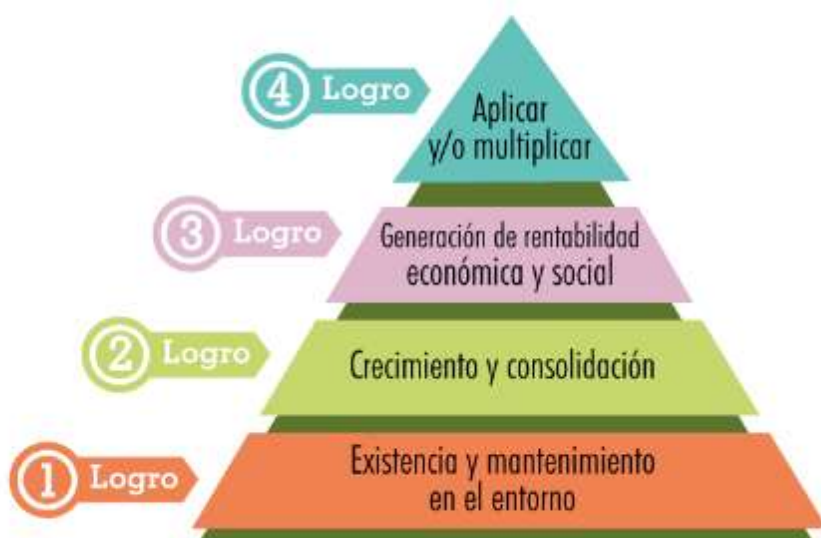 4 Logro
Aplicar
y/o multiplicar
3 Logro
Generación de rentabilidad
económica y social
2 Logro
Crecimiento y consolidación
1 Logro
Existencia y mantenimiento
en el entorno